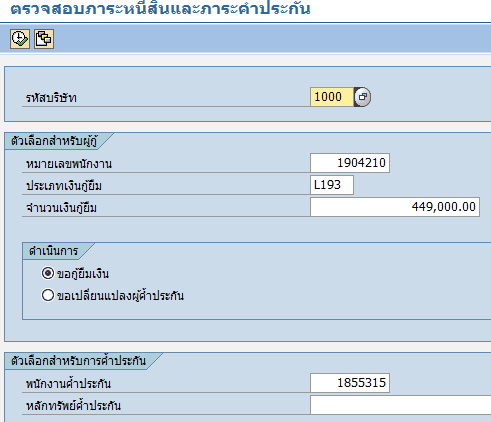 ตรวจสอบภาระหนี้สินและภาระค้ำประกัน
รหัสบริษัท 1000
ตัวเลือกสำหรับผู้กู้
หมายเลขพนักงาน 1904210
ประเภทเงินกู้ยืม L193
จำนวนเงินกู้ยืม 449,000.00
ดำเนินการ
ขอกู้ยืมเงิน
ขอเปลี่ยนแปลงผู้ค้ำประกัน
ตัวเลือกสำหรับการค้ำประกัน
พนักงานค้ำประกัน 1855315
หลักทรัพย์ค้ำประกัน